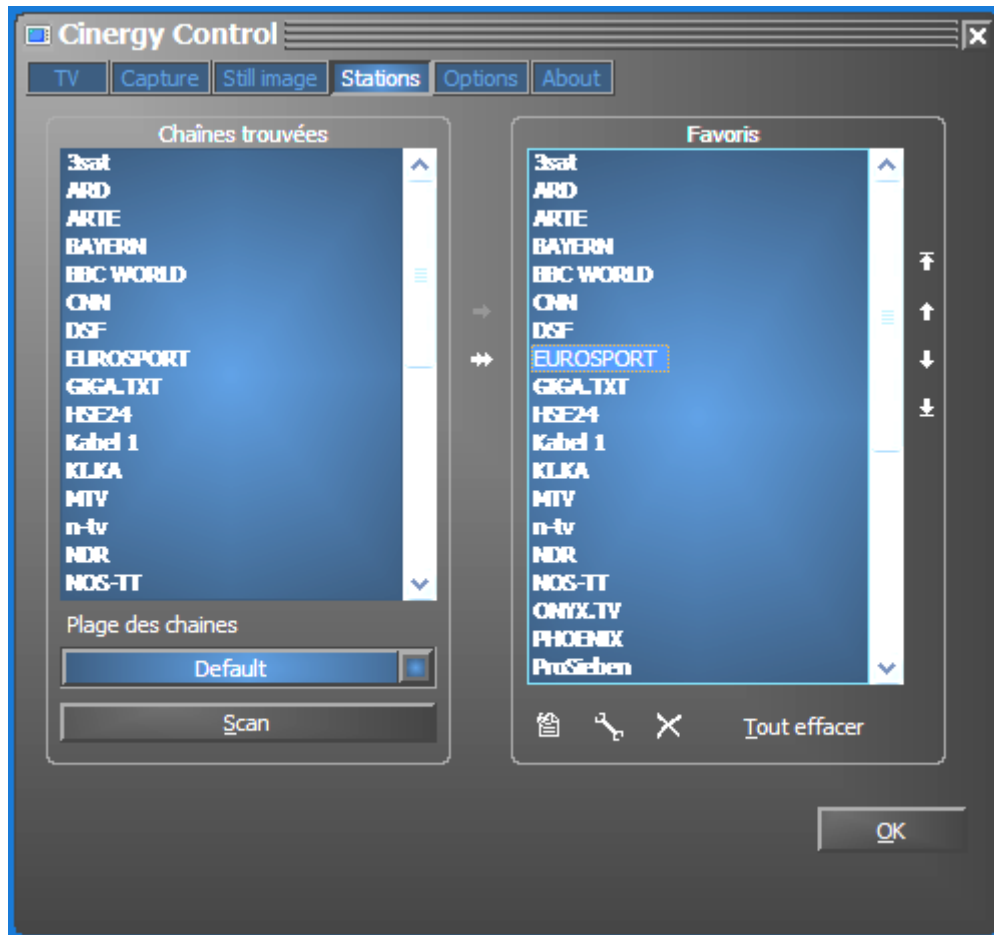 Cinergy Control
TV Capture Still image Stations Options About
Chaînes trouvées
3sat
ARD
ARTE
BAYERN
BBC WORLD
CNN
DSF
EUROSPORT
GIGA.TXT
HSE24
Kabel 1
KI.KA
MTV
n-tv
NDR
NOS-TT
Plage des chaines
Default
Scan
Favoris
3sat
ARD
ARTE
BAYERN
BBC WORLD
CNN
DSF
EUROSPORT
GIGA.TXT
HSE24
Kabel 1
KI.KA
MTV
n-tv
NDR
NOS-TT
ONYX.TV
PHOENIX
ProSieben
Tout effacer
OK